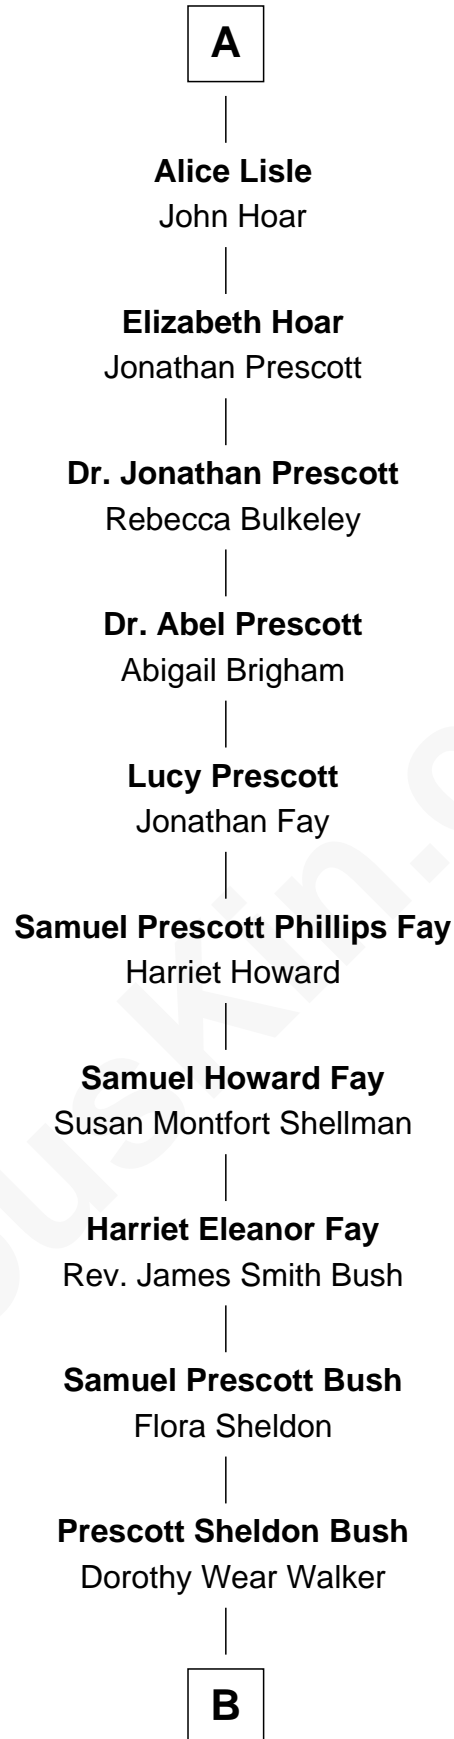 A
Alice Lisle
John Hoar
Elizabeth Hoar
Jonathan Prescott
Dr. Jonathan Prescott
Rebecca Bulkeley
Dr. Abel Prescott
Abigail Brigham
Lucy Prescott
Jonathan Fay
Samuel Prescott Phillips Fay
Harriet Howard
Samuel Howard Fay
Susan Montfort Shellman
Harriet Eleanor Fay
Rev. James Smith Bush
Samuel Prescott Bush
Flora Sheldon
Prescott Sheldon Bush
Dorothy Wear Walker
B